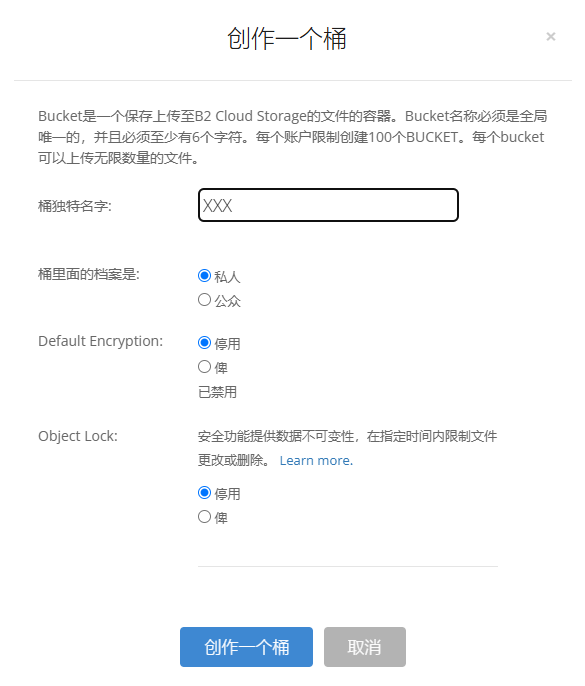 创作一个桶
×
Bucket是一个保存上传至B2 Cloud Storage的文件的容器。Bucket名称必须是全局
唯一的，并且必须至少有6个字符。每个账户限制创建100个BUCKET。每个bucket
可以上传无限数量的文件。
桶独特名字: XXX
桶里面的档案是: 私人
公众
Default Encryption: 停用
俾
已禁用
Object Lock: 安全功能提供数据不可变性，在指定时间内限制文件
更改或删除。 Learn more.
停用
俾
创作一个桶 取消